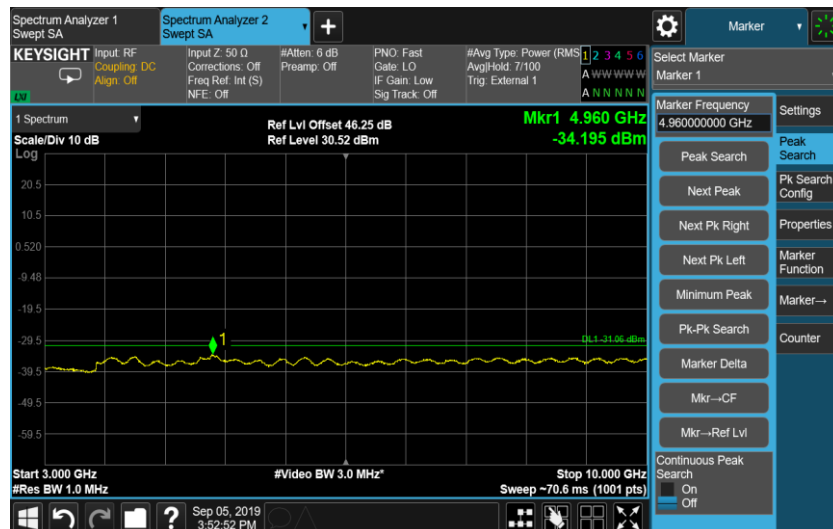 Spectrum Analyzer 1
Swept SA
Spectrum Analyzer 2
Swept SA
+
Marker
KEYSIGHT
LXI
Input: RF
Coupling: DC
Align: Off
Input Z: 50 Ω
Corrections: Off
Freq Ref: Int (S)
NFE: Off
#Atten: 6 dB
Preamp: Off
PNO: Fast
Gate: LO
IF Gain: Low
Sig Track: Off
#Avg Type: Power (RMS
Avg|Hold: 7/100
Trig: External 1
1 2 3 4 5 6
A W W W W W
A N N N N N
Select Marker
Marker 1
1 Spectrum
Scale/Div 10 dB
Log
Ref Lvl Offset 46.25 dB
Ref Level 30.52 dBm
Mkr1 4.960 GHz
-34.195 dBm
20.5
10.5
0.520
-9.48
-19.5
-29.5
-39.5
-49.5
-59.5
1
DL1 -31.06 dBm
Start 3.000 GHz
#Res BW 1.0 MHz
#Video BW 3.0 MHz*
Stop 10.000 GHz
Sweep ~70.6 ms (1001 pts)
Marker Frequency
4.960000000 GHz
Peak Search
Next Peak
Next Pk Right
Next Pk Left
Minimum Peak
Pk-Pk Search
Marker Delta
Mkr→CF
Mkr→Ref Lvl
Continuous Peak
Search
On
Off
Settings
Peak
Search
Pk Search
Config
Properties
Marker
Function
Marker→
Counter
?
Sep 05, 2019
3:52:52 PM